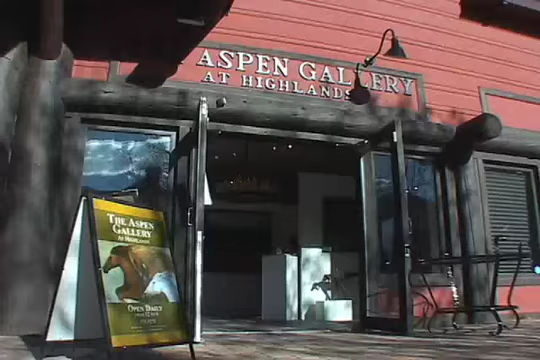 ASPEN GALLERY
AT HIGHLANDS
THE ASPEN
GALLERY
AT HIGHLANDS
OPEN DAILY